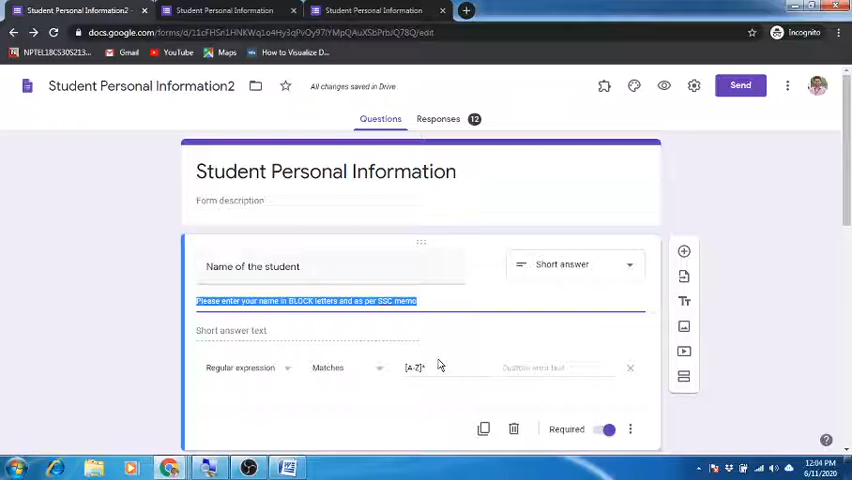 Student Personal Information2 -
Student Personal Information
Student Personal Information
docs.google.com/forms/d/
/edit
Incognito
NPTEL18CS30S213...
Gmail
YouTube
Maps
How to Visualize D...
Student Personal Information2
All changes saved in Drive
Send
Questions
Responses
12
Student Personal Information
Form description
Name of the student
Short answer
Please enter your name in BLOCK letters and as per SSC memo
Short answer text
Regular expression
Matches
[A-Z]*
Custom error text
Required
12:04 PM
6/11/2020